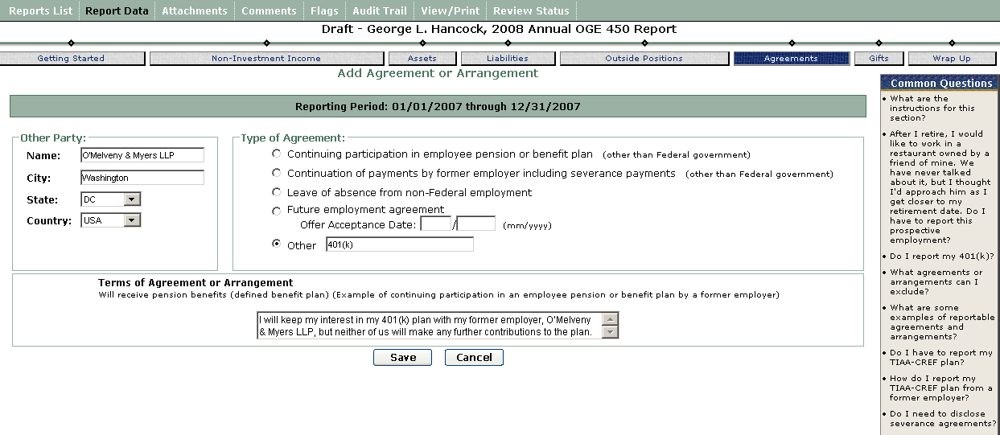 Reports List Report Data Attachments Comments Flags Audit Trail View/Print Review Status
Draft - George L. Hancock, 2008 Annual OGE 450 Report
Getting Started Non-Investment Income Assets Liabilities Outside Positions Agreements Gifts Wrap Up
Add Agreement or Arrangement
Reporting Period: 01/01/2007 through 12/31/2007
Other Party:
Name: O'Melveny & Myers LLP
City: Washington
State: DC
Country: USA
Type of Agreement:
Continuing participation in employee pension or benefit plan (other than Federal government)
Continuation of payments by former employer including severance payments (other than Federal government)
Leave of absence from non-Federal employment
Future employment agreement
Offer Acceptance Date: / (mm/yyyy)
Other 401(k)
Terms of Agreement or Arrangement
Will receive pension benefits (defined benefit plan) (Example of continuing participation in an employee pension or benefit plan by a former employer)
I will keep my interest in my 401(k) plan with my former employer, O'Melveny
& Myers LLP, but neither of us will make any further contributions to the plan.
Save Cancel
Common Questions
• What are the
instructions for this
section?
• After I retire, I would
like to work in a
restaurant owned by a
friend of mine. We
have never talked
about it, but I thought
I'd approach him as I
get closer to my
retirement date. Do I
have to report this
prospective
employment?
• Do I report my 401(k)?
• What agreements or
arrangements can I
exclude?
• What are some
examples of reportable
agreements and
arrangements?
• Do I have to report my
TIAA-CREF plan?
• How do I report my
TIAA-CREF plan from a
former employer?
• Do I need to disclose
severance agreements?